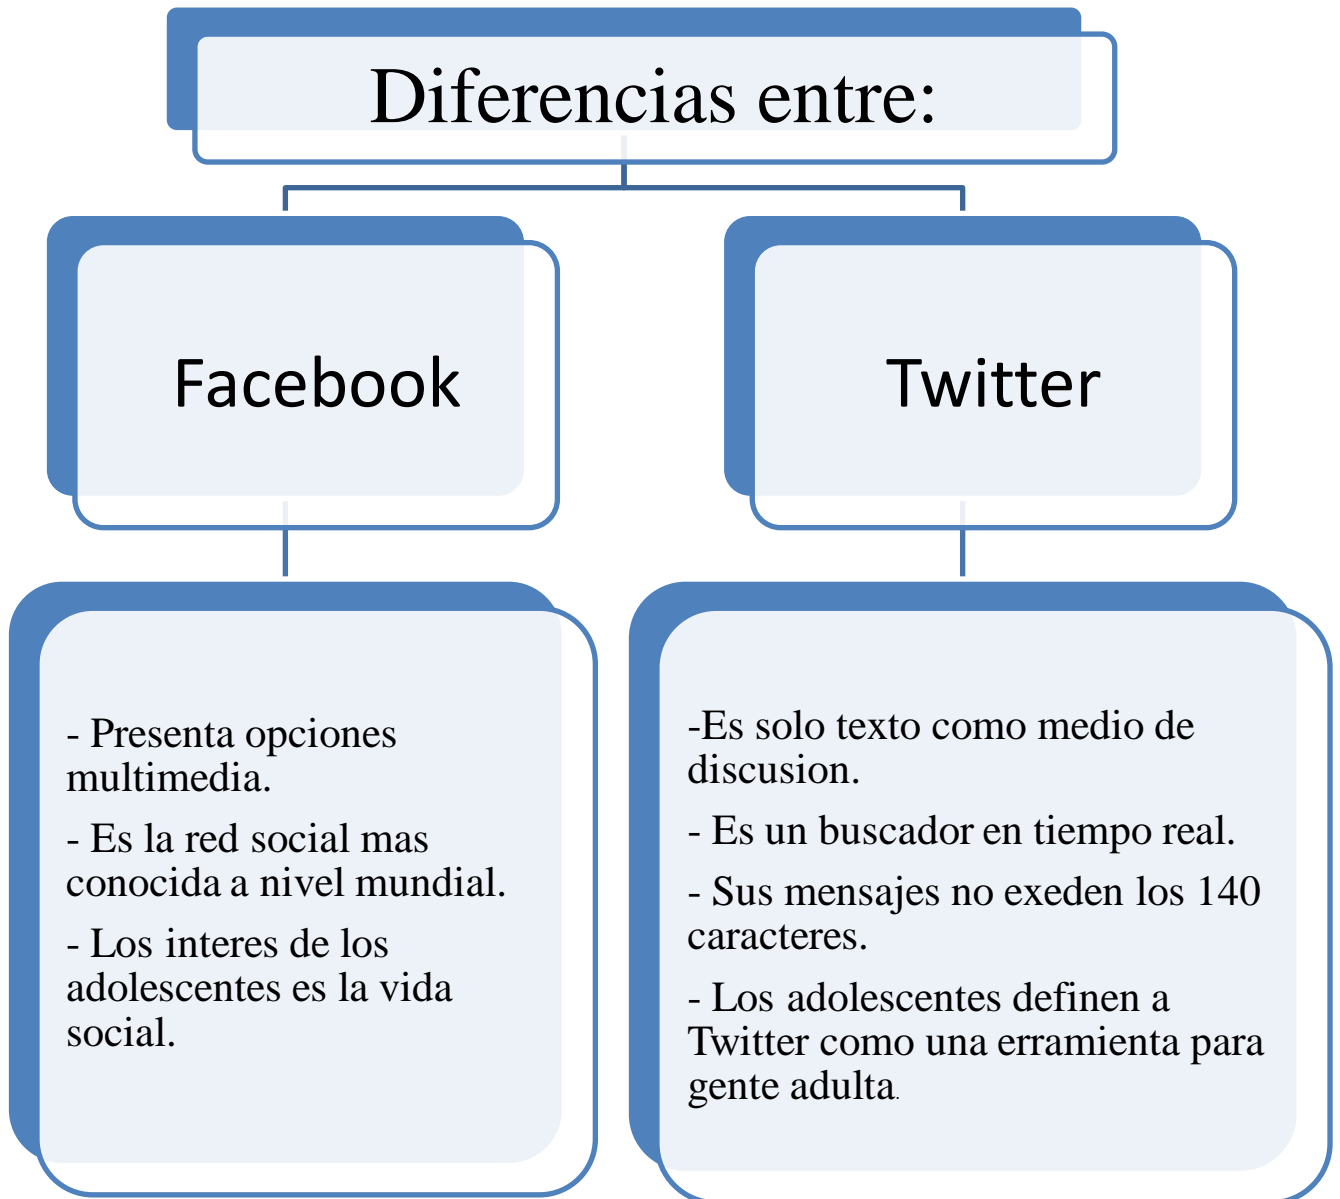 Diferencias entre:
Facebook
Twitter
- Presenta opciones
multimedia.
- Es la red social mas
conocida a nivel mundial.
- Los interes de los
adolescentes es la vida
social.
-Es solo texto como medio de
discusion.
- Es un buscador en tiempo real.
- Sus mensajes no exeden los 140
caracteres.
- Los adolescentes definen a
Twitter como una erramienta para
gente adulta.